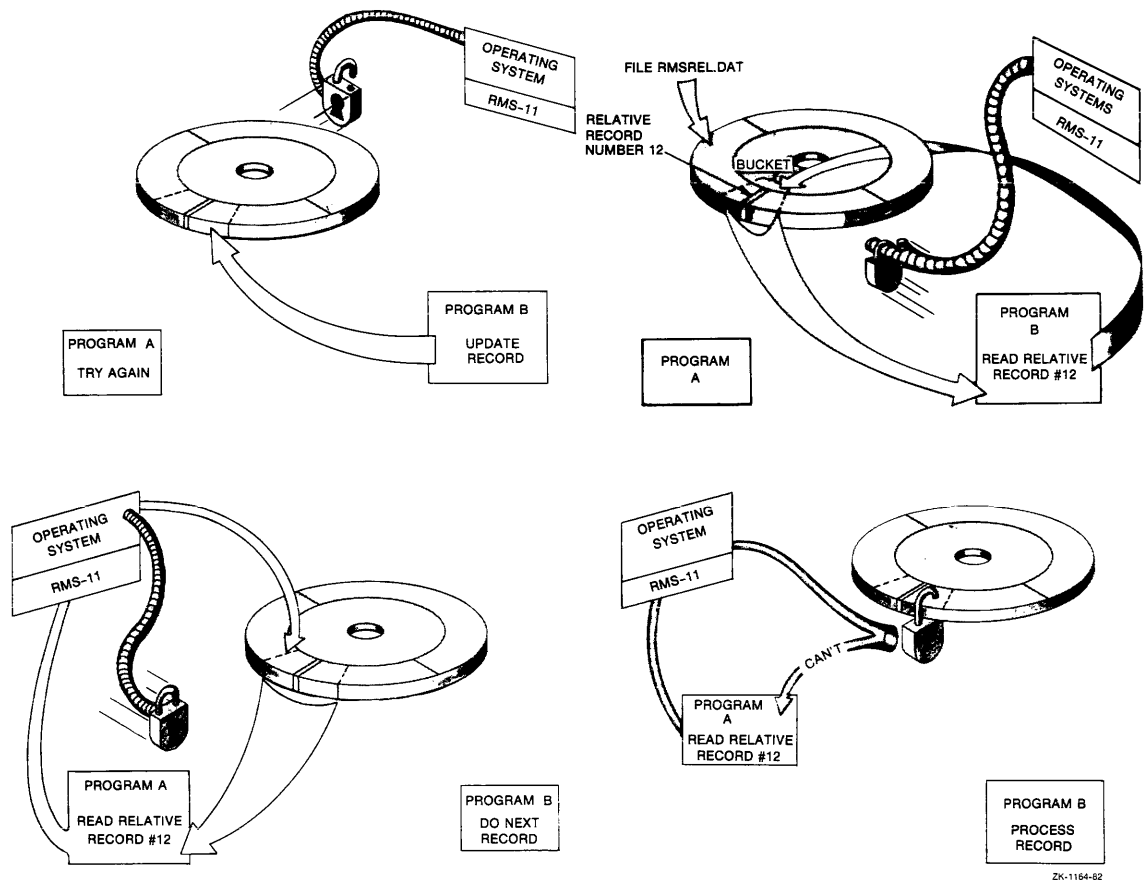 OPERATING
SYSTEM
RMS-11
PROGRAM A
TRY AGAIN
PROGRAM B
UPDATE
RECORD
FILE RMSREL.DAT
RELATIVE
RECORD
NUMBER 12
BUCKET
OPERATING
SYSTEMS
RMS-11
PROGRAM
A
PROGRAM
B
READ RELATIVE
RECORD #12
OPERATING
SYSTEM
RMS-11
PROGRAM A
READ RELATIVE
RECORD #12
PROGRAM B
DO NEXT
RECORD
OPERATING
SYSTEM
RMS-11
CAN'T
PROGRAM
A
READ RELATIVE
RECORD #12
PROGRAM B
PROCESS
RECORD
ZK-1164-82